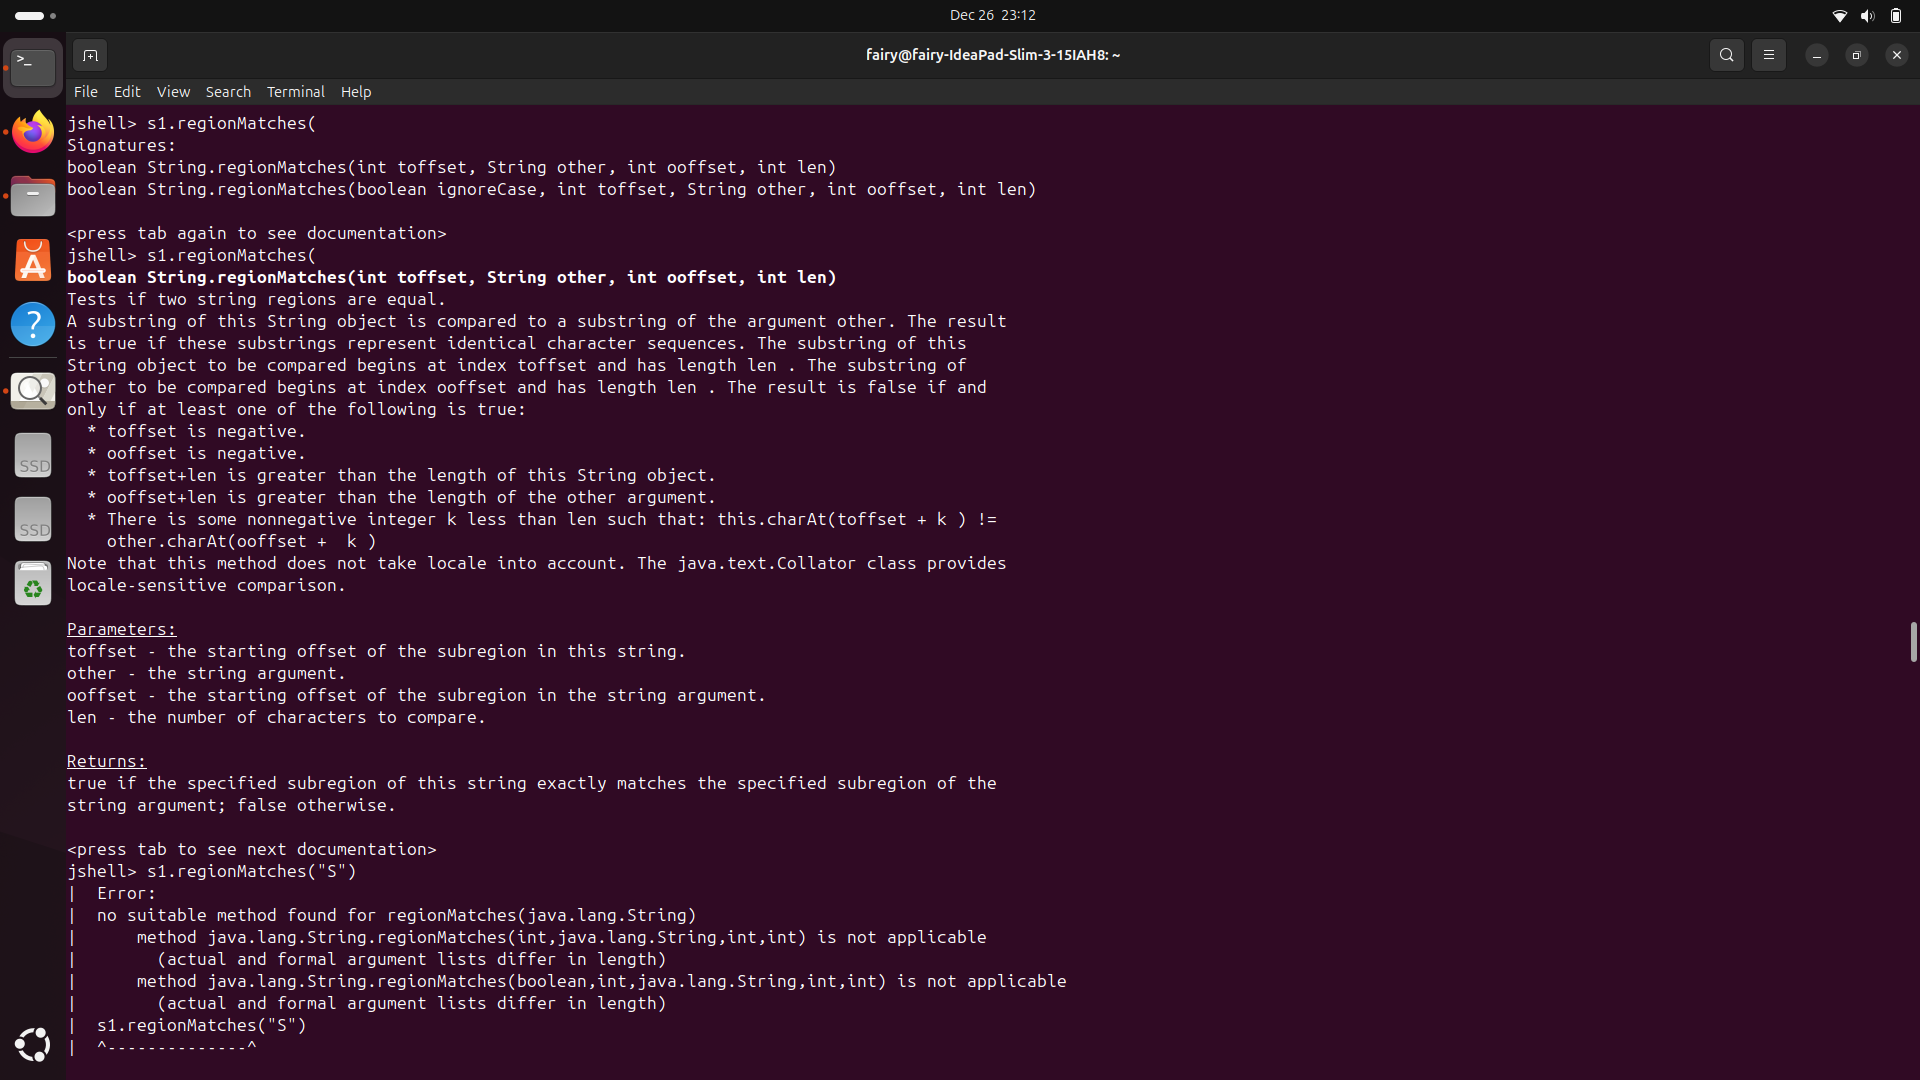 Dec 26 23:12
fairy@fairy-IdeaPad-Slim-3-15IAH8: ~
File Edit View Search Terminal Help
jshell> s1.regionMatches(
Signatures:
boolean String.regionMatches(int toffset, String other, int ooffset, int len)
boolean String.regionMatches(boolean ignoreCase, int toffset, String other, int ooffset, int len)
<press tab again to see documentation>
jshell> s1.regionMatches(
boolean String.regionMatches(int toffset, String other, int ooffset, int len)
Tests if two string regions are equal.
A substring of this String object is compared to a substring of the argument other. The result
is true if these substrings represent identical character sequences. The substring of this
String object to be compared begins at index toffset and has length len . The substring of
other to be compared begins at index ooffset and has length len . The result is false if and
only if at least one of the following is true:
  * toffset is negative.
  * ooffset is negative.
  * toffset+len is greater than the length of this String object.
  * ooffset+len is greater than the length of the other argument.
  * There is some nonnegative integer k less than len such that: this.charAt(toffset + k ) !=
    other.charAt(ooffset +  k )
Note that this method does not take locale into account. The java.text.Collator class provides
locale-sensitive comparison.
Parameters:
toffset - the starting offset of the subregion in this string.
other - the string argument.
ooffset - the starting offset of the subregion in the string argument.
len - the number of characters to compare.
Returns:
true if the specified subregion of this string exactly matches the specified subregion of the
string argument; false otherwise.
<press tab to see next documentation>
jshell> s1.regionMatches("S")
|  Error:
|  no suitable method found for regionMatches(java.lang.String)
|      method java.lang.String.regionMatches(int,java.lang.String,int,int) is not applicable
|        (actual and formal argument lists differ in length)
|      method java.lang.String.regionMatches(boolean,int,java.lang.String,int,int) is not applicable
|        (actual and formal argument lists differ in length)
|  s1.regionMatches("S")
|  ^--------------^
SSD
SSD